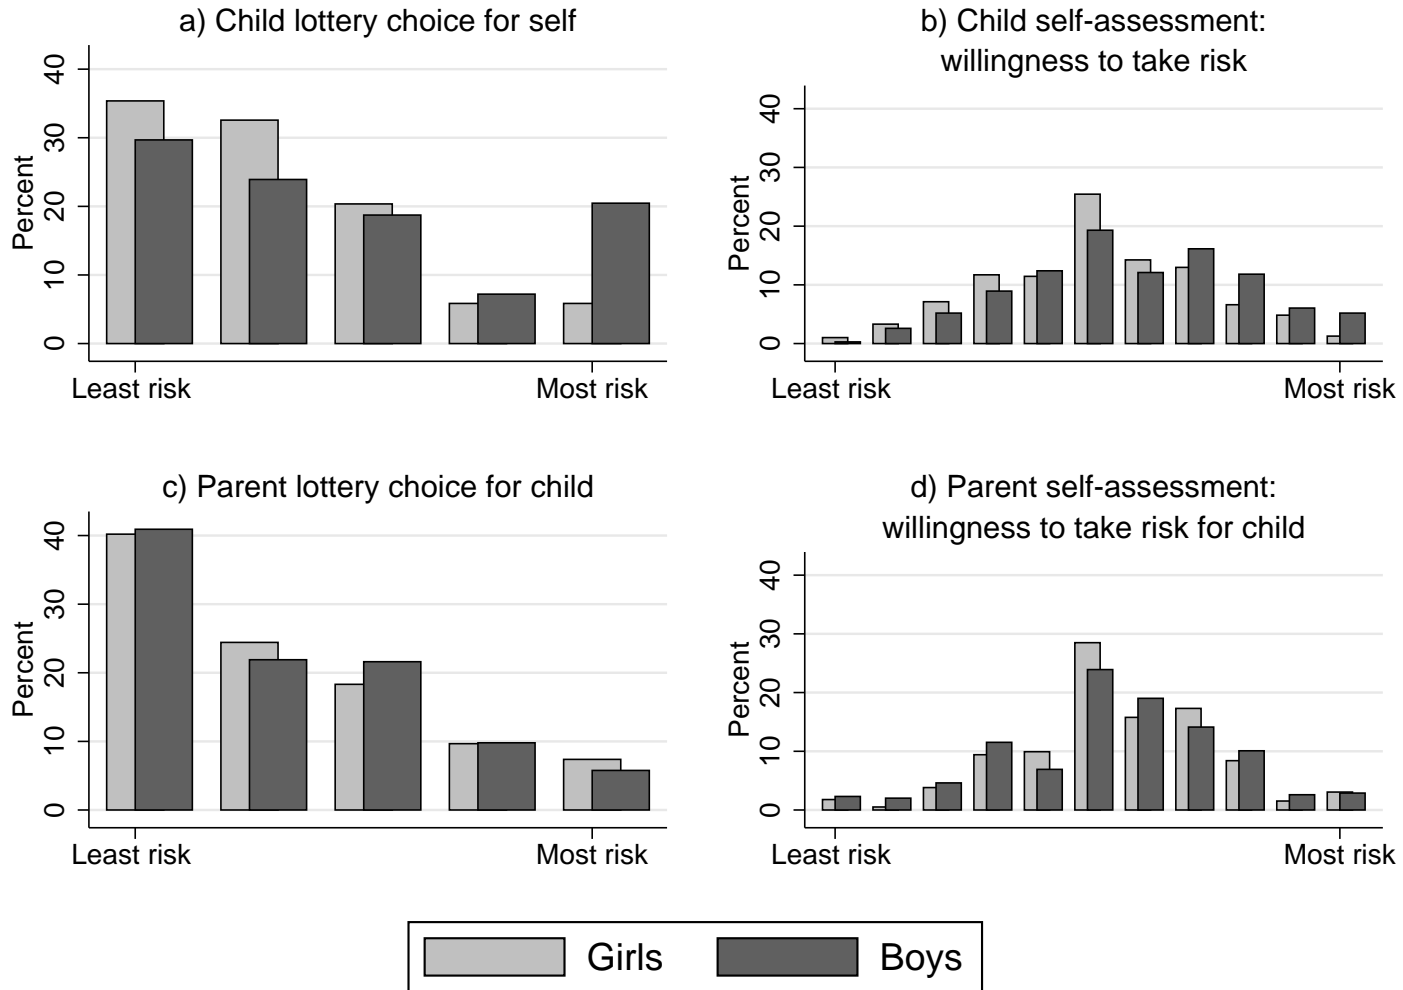 a) Child lottery choice for self
Percent
0
10
20
30
40
Least risk
Most risk
b) Child self-assessment:
willingness to take risk
Percent
0
10
20
30
40
Least risk
Most risk
c) Parent lottery choice for child
Percent
0
10
20
30
40
Least risk
Most risk
d) Parent self-assessment:
willingness to take risk for child
Percent
0
10
20
30
40
Least risk
Most risk
Girls
Boys